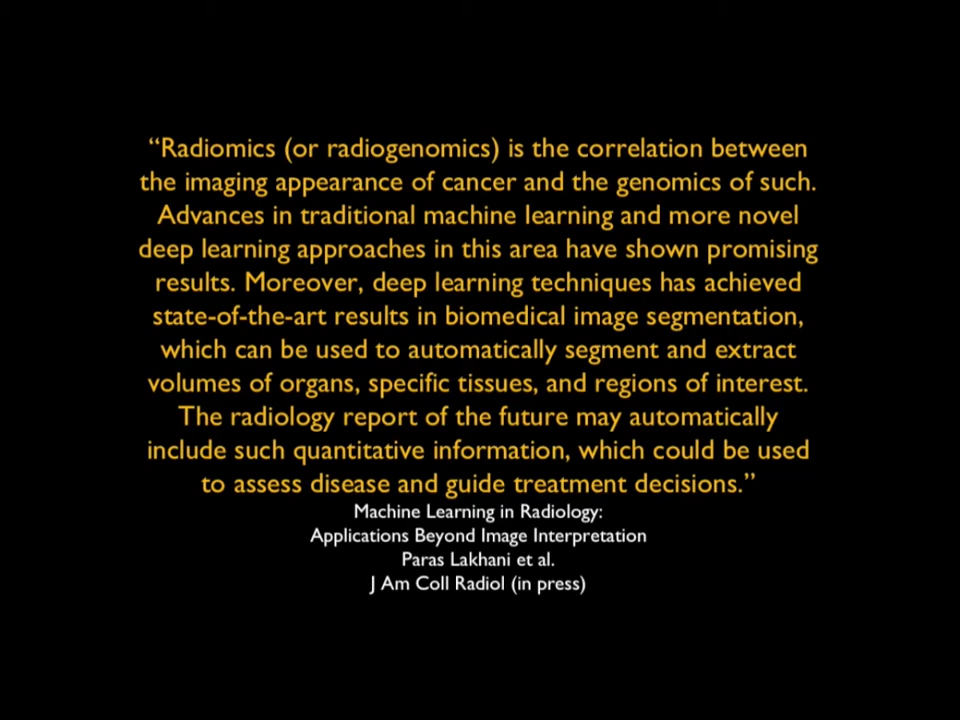 “Radiomics (or radiogenomics) is the correlation between
the imaging appearance of cancer and the genomics of such.
Advances in traditional machine learning and more novel
deep learning approaches in this area have shown promising
results. Moreover, deep learning techniques has achieved
state-of-the-art results in biomedical image segmentation,
which can be used to automatically segment and extract
volumes of organs, specific tissues, and regions of interest.
The radiology report of the future may automatically
include such quantitative information, which could be used
to assess disease and guide treatment decisions.”
Machine Learning in Radiology:
Applications Beyond Image Interpretation
Paras Lakhani et al.
J Am Coll Radiol (in press)